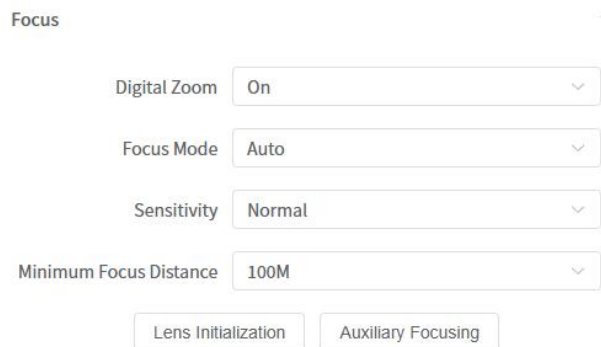 Focus
Digital Zoom On
Focus Mode Auto
Sensitivity Normal
Minimum Focus Distance 100M
Lens Initialization Auxiliary Focusing